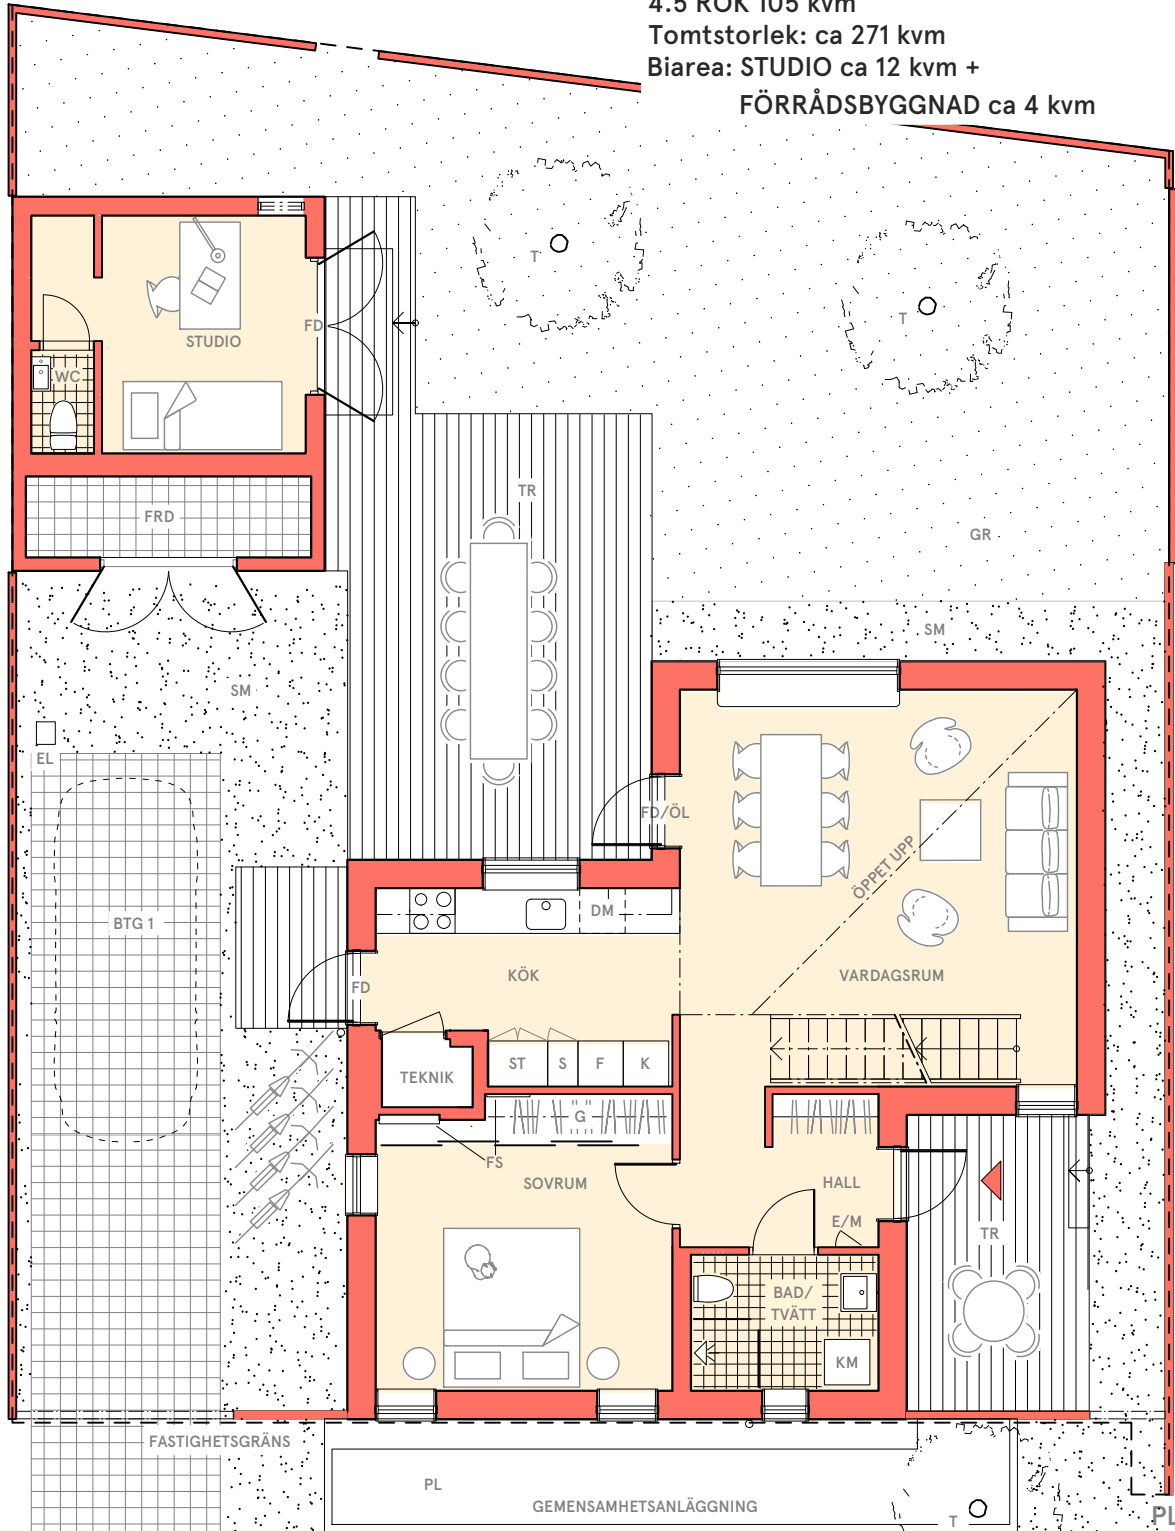 4.5 ROK 105 kvm
Tomtstorlek: ca 271 kvm
Biarea: STUDIO ca 12 kvm +
FÖRRÅDSBYGGNAD ca 4 kvm
T
T
FD
STUDIO
WC
TR
FRD
GR
SM
SM
EL
FD/ÖL
ÖPPET UPP
DM
BTG 1
KÖK
VARDAGSRUM
FD
ST
S
F
K
TEKNIK
G
FS
SOVRUM
HALL
E/M
TR
BAD/
TVÄTT
KM
FASTIGHETSGRÄNS
PL
GEMENSAMHETSANLÄGGNING
T
PL